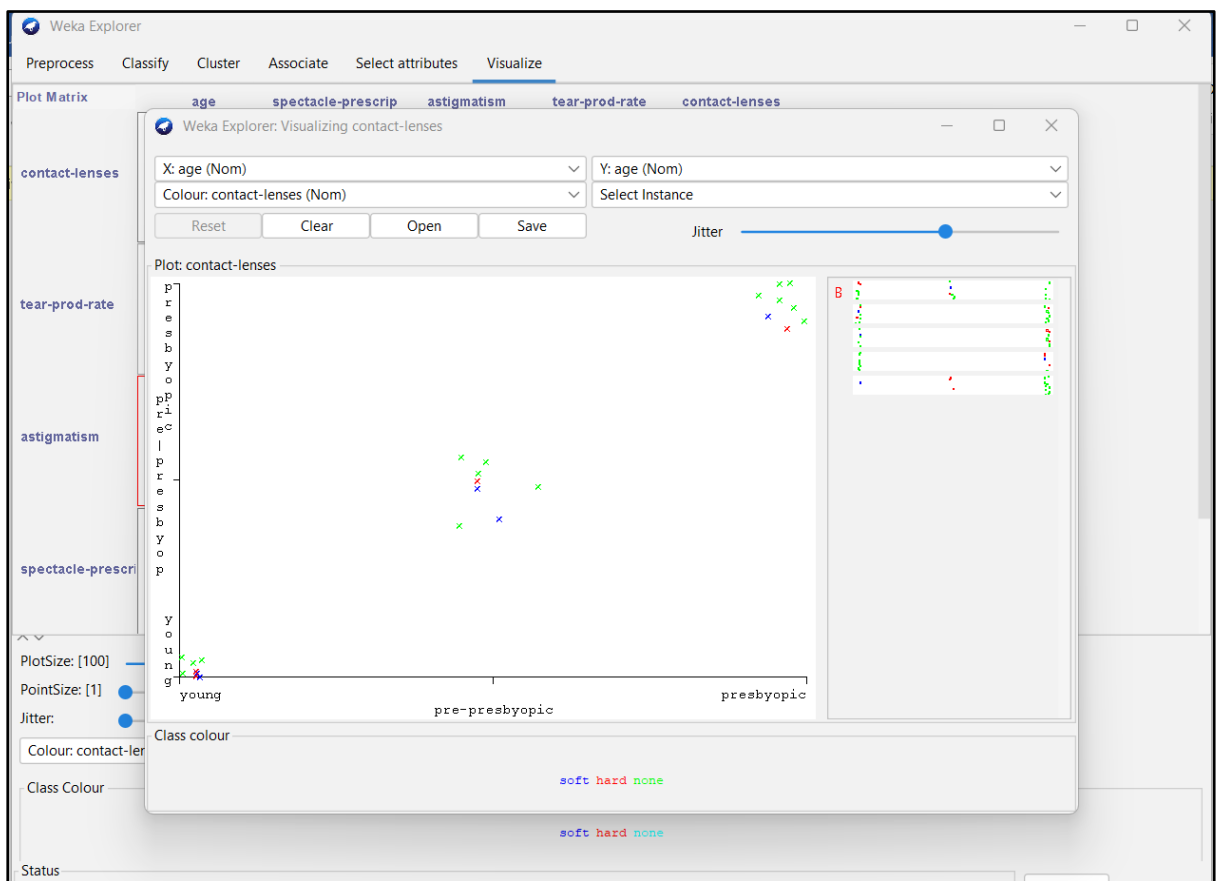 Weka Explorer
Preprocess Classify Cluster Associate Select attributes Visualize
Plot Matrix
age spectacle-prescrip astigmatism tear-prod-rate contact-lenses
Weka Explorer: Visualizing contact-lenses
contact-lenses
X: age (Nom) Y: age (Nom)
Colour: contact-lenses (Nom) Select Instance
Reset Clear Open Save Jitter
Plot: contact-lenses
B
tear-prod-rate
presbyopic
pre-presbyop
astigmatism
spectacle-prescri
young
young pre-presbyopic presbyopic
PlotSize: [100]
PointSize: [1]
Jitter:
Class colour
Colour: contact-ler
soft hard none
Class Colour
soft hard none
Status